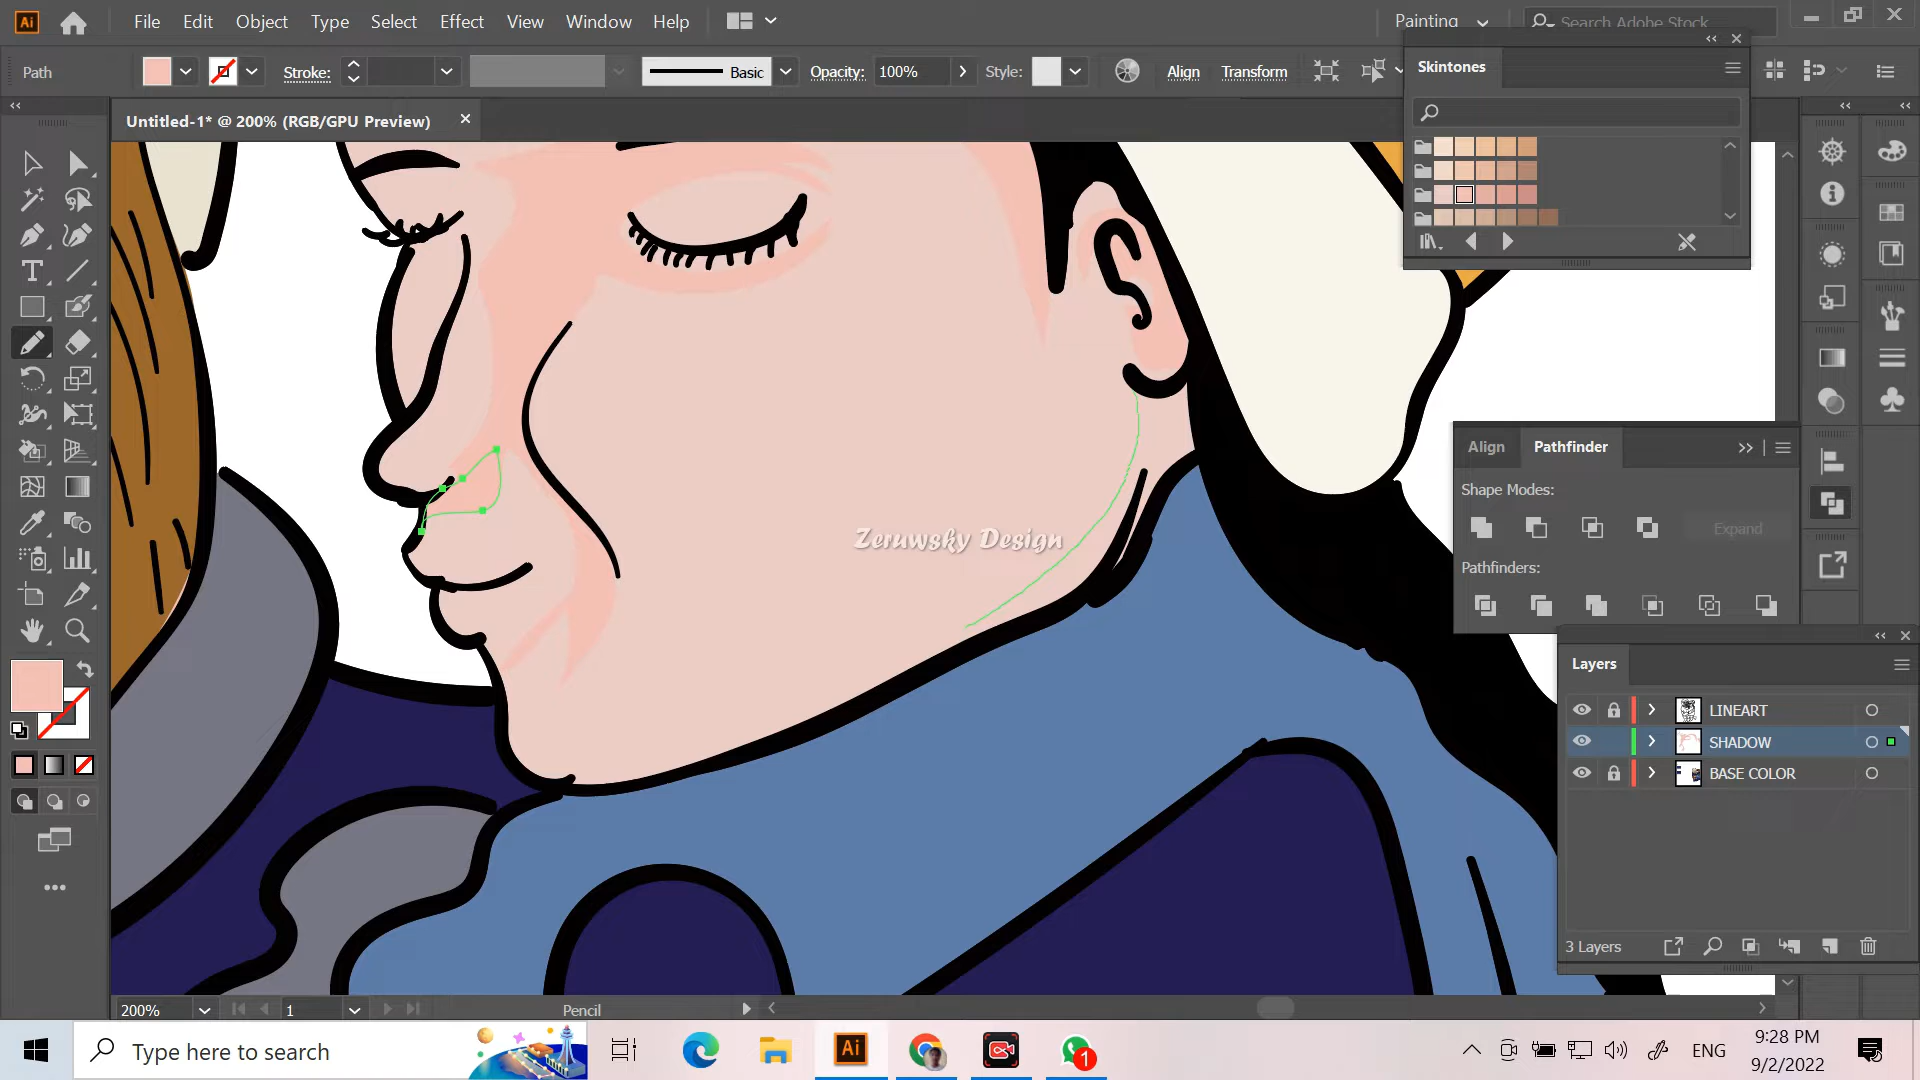 Ai File Edit Object Type Select Effect View Window Help Painting Search Adobe Stock
Path Stroke: Basic Opacity: 100% Style: Align Transform
Skintones
Untitled-1* @ 200% (RGB/GPU Preview)
Align Pathfinder
Shape Modes:
Expand
Pathfinders:
Zeruwsky Design
Layers
LINEART
SHADOW
BASE COLOR
3 Layers
200% 1 Pencil
Type here to search Ai 1 ENG 9:28 PM
9/2/2022